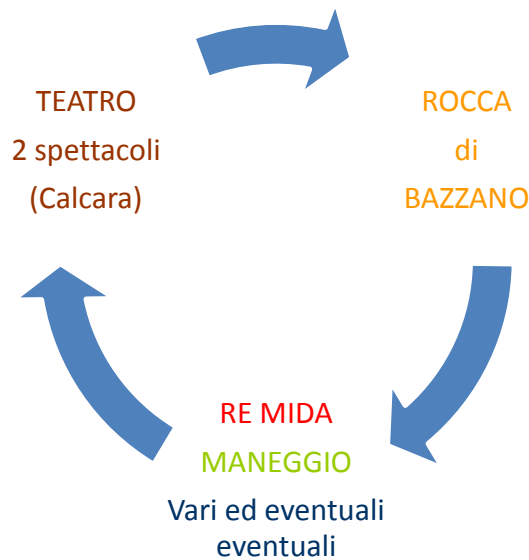 TEATRO
2 spettacoli
(Calcara)
ROCCA
di
BAZZANO
RE MIDA
MANEGGIO
Vari ed eventuali
eventuali